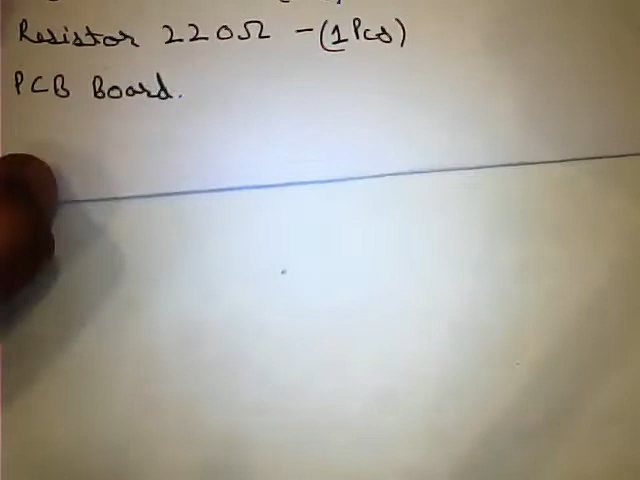 Resistor 220Ω - (1Pcs)
PCB Board.